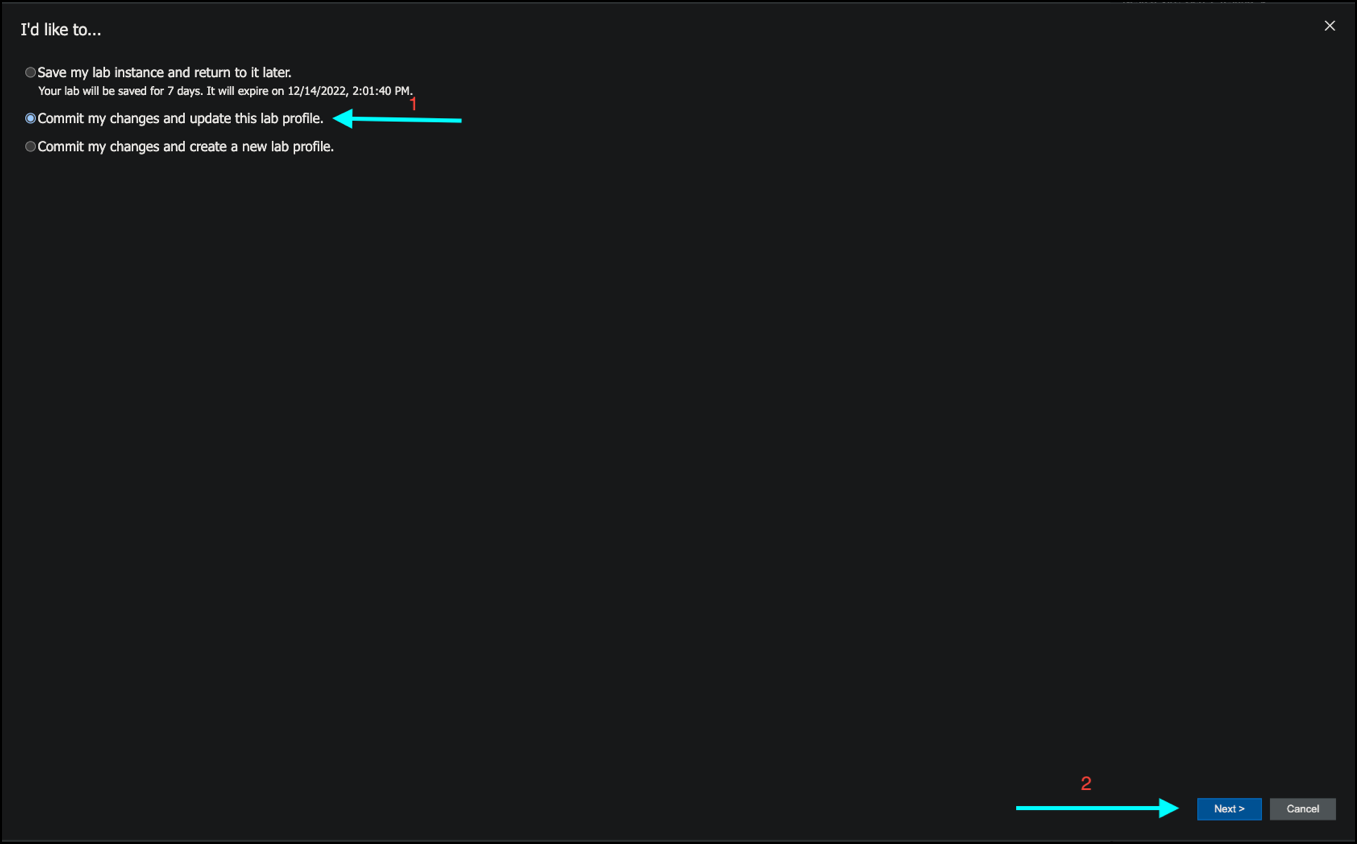 I'd like to...
Save my lab instance and return to it later.
Your lab will be saved for 7 days. It will expire on 12/14/2022, 2:01:40 PM.
1
Commit my changes and update this lab profile.
Commit my changes and create a new lab profile.
2
Next >
Cancel